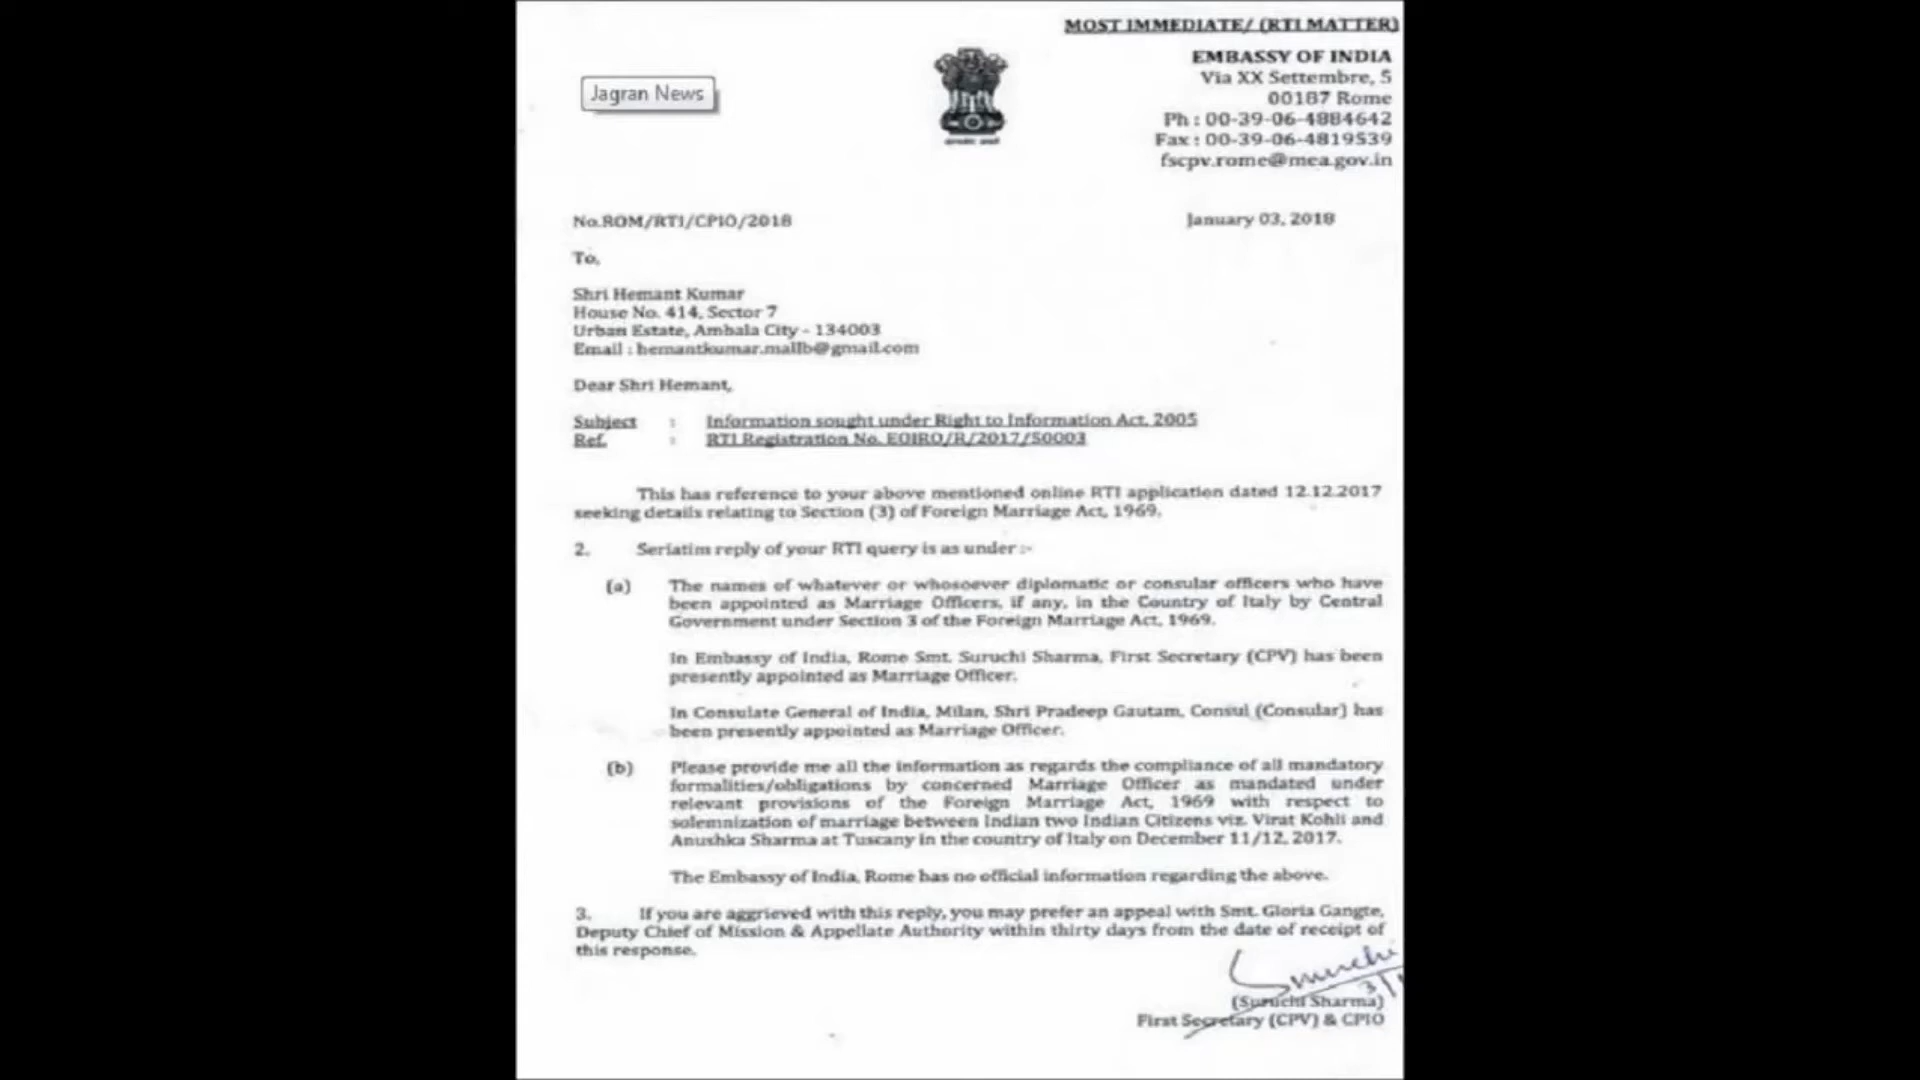 MOST IMMEDIATE/ (RTI MATTER)
Jagran News
EMBASSY OF INDIA
Via XX Settembre, 5
00187 Rome
Ph : 00-39-06-4884642
Fax : 00-39-06-4819539
fscpv.rome@mea.gov.in
No.ROM/RTI/CPIO/2018
January 03, 2018
To,
Shri Hemant Kumar
House No. 414, Sector 7
Urban Estate, Ambala City - 134003
Email : hemantkumar.mallb@gmail.com
Dear Shri Hemant,
Subject : Information sought under Right to Information Act, 2005
Ref. : RTI Registration No. EOIRO/R/2017/50003
This has reference to your above mentioned online RTI application dated 12.12.2017
seeking details relating to Section (3) of Foreign Marriage Act, 1969.
2. Seriatim reply of your RTI query is as under :-
(a) The names of whatever or whosoever diplomatic or consular officers who have
been appointed as Marriage Officers, if any, in the Country of Italy by Central
Government under Section 3 of the Foreign Marriage Act, 1969.
In Embassy of India, Rome Smt. Suruchi Sharma, First Secretary (CPV) has been
presently appointed as Marriage Officer.
In Consulate General of India, Milan, Shri Pradeep Gautam, Consul (Consular) has
been presently appointed as Marriage Officer.
(b) Please provide me all the information as regards the compliance of all mandatory
formalities/obligations by concerned Marriage Officer as mandated under
relevant provisions of the Foreign Marriage Act, 1969 with respect to
solemnization of marriage between Indian two Indian Citizens viz. Virat Kohli and
Anushka Sharma at Tuscany in the country of Italy on December 11/12, 2017.
The Embassy of India, Rome has no official information regarding the above.
3. If you are aggrieved with this reply, you may prefer an appeal with Smt. Gloria Gangte,
Deputy Chief of Mission & Appellate Authority within thirty days from the date of receipt of
this response.
Suruchi
(Suruchi Sharma)
First Secretary (CPV) & CPIO